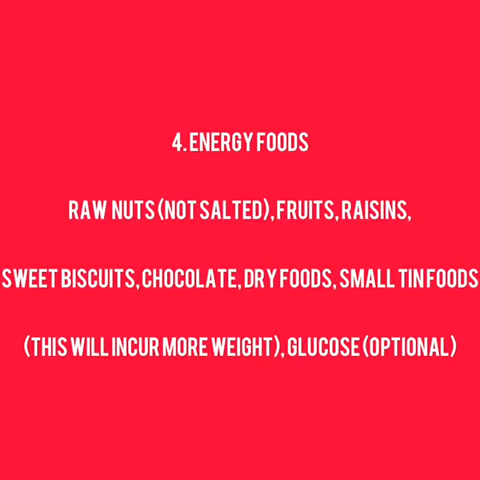 4. ENERGY FOODS
RAW NUTS (NOT SALTED), FRUITS, RAISINS,
SWEET BISCUITS, CHOCOLATE, DRY FOODS, SMALL TIN FOODS
(THIS WILL INCUR MORE WEIGHT), GLUCOSE (OPTIONAL)